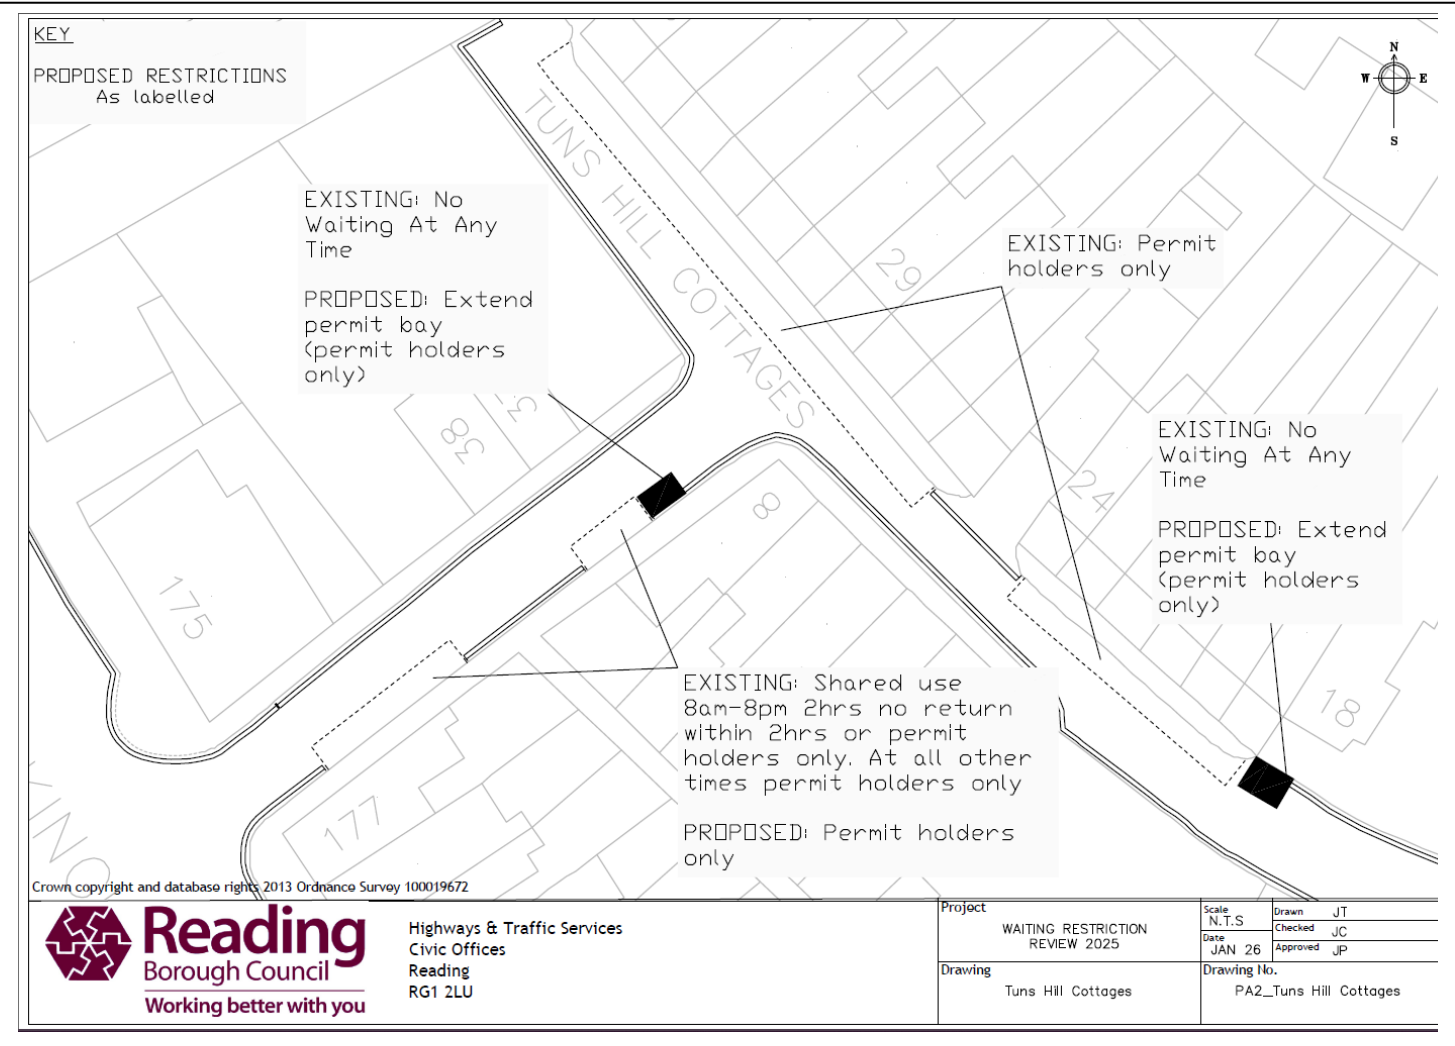 KEY
PROPOSED RESTRICTIONS
As labelled
N
W
E
S
TUNS HILL COTTAGES
EXISTING: No
Waiting At Any
Time
PROPOSED: Extend
permit bay
(permit holders
only)
EXISTING: Permit
holders only
29
38
8
24
EXISTING: No
Waiting At Any
Time
PROPOSED: Extend
permit bay
(permit holders
only)
175
18
177
EXISTING: Shared use
8am-8pm 2hrs no return
within 2hrs or permit
holders only. At all other
times permit holders only
PROPOSED: Permit holders
only
Crown copyright and database rights 2013 Ordnance Survey 100019672
Reading
Borough Council
Working better with you
Highways & Traffic Services
Civic Offices
Reading
RG1 2LU
Project
WAITING RESTRICTION
REVIEW 2025
Drawing
Tuns Hill Cottages
Scale
N.T.S
Date
JAN 26
Drawn JT
Checked JC
Approved JP
Drawing No.
PA2_Tuns Hill Cottages